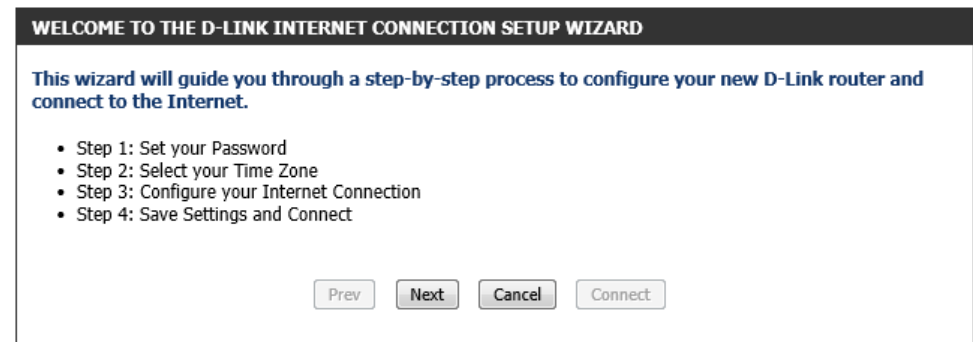 WELCOME TO THE D-LINK INTERNET CONNECTION SETUP WIZARD
This wizard will guide you through a step-by-step process to configure your new D-Link router and
connect to the Internet.
• Step 1: Set your Password
• Step 2: Select your Time Zone
• Step 3: Configure your Internet Connection
• Step 4: Save Settings and Connect
Prev Next Cancel Connect